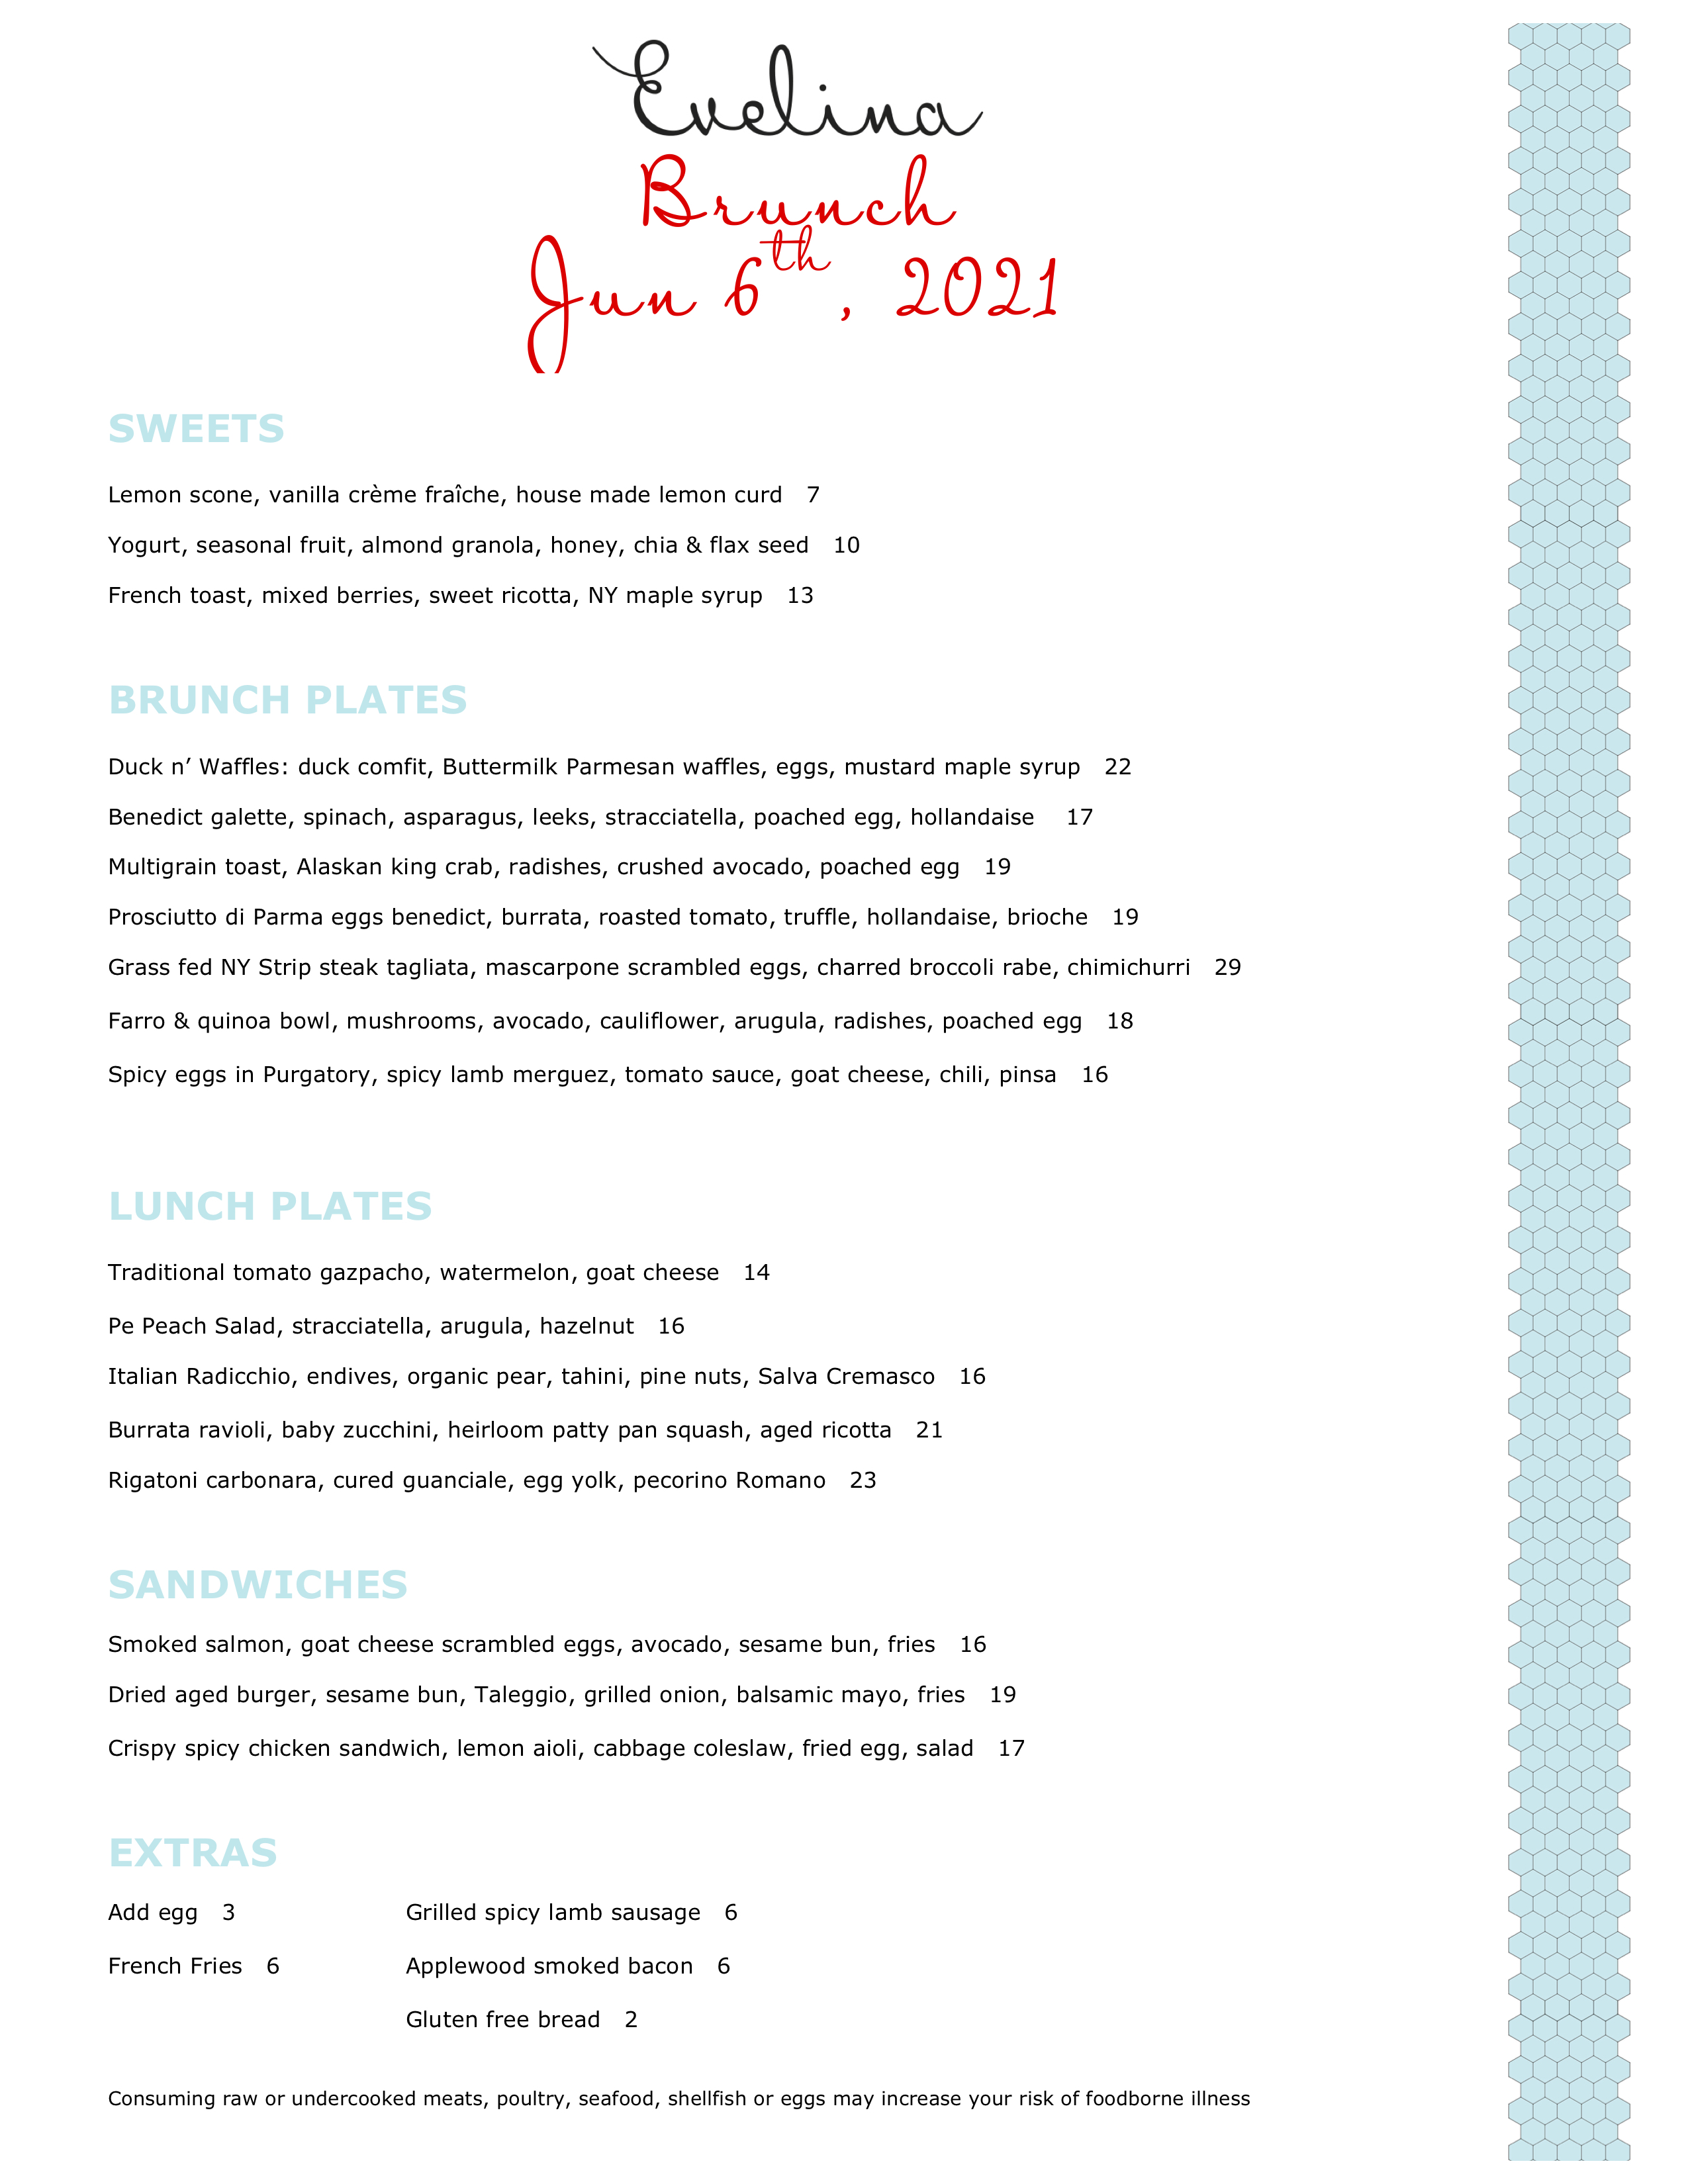 Evelina
Brunch
Jun 6th, 2021
SWEETS
Lemon scone, vanilla crème fraîche, house made lemon curd 7
Yogurt, seasonal fruit, almond granola, honey, chia & flax seed 10
French toast, mixed berries, sweet ricotta, NY maple syrup 13
BRUNCH PLATES
Duck n’ Waffles: duck comfit, Buttermilk Parmesan waffles, eggs, mustard maple syrup 22
Benedict galette, spinach, asparagus, leeks, stracciatella, poached egg, hollandaise 17
Multigrain toast, Alaskan king crab, radishes, crushed avocado, poached egg 19
Prosciutto di Parma eggs benedict, burrata, roasted tomato, truffle, hollandaise, brioche 19
Grass fed NY Strip steak tagliata, mascarpone scrambled eggs, charred broccoli rabe, chimichurri 29
Farro & quinoa bowl, mushrooms, avocado, cauliflower, arugula, radishes, poached egg 18
Spicy eggs in Purgatory, spicy lamb merguez, tomato sauce, goat cheese, chili, pinsa 16
LUNCH PLATES
Traditional tomato gazpacho, watermelon, goat cheese 14
Pe Peach Salad, stracciatella, arugula, hazelnut 16
Italian Radicchio, endives, organic pear, tahini, pine nuts, Salva Cremasco 16
Burrata ravioli, baby zucchini, heirloom patty pan squash, aged ricotta 21
Rigatoni carbonara, cured guanciale, egg yolk, pecorino Romano 23
SANDWICHES
Smoked salmon, goat cheese scrambled eggs, avocado, sesame bun, fries 16
Dried aged burger, sesame bun, Taleggio, grilled onion, balsamic mayo, fries 19
Crispy spicy chicken sandwich, lemon aioli, cabbage coleslaw, fried egg, salad 17
EXTRAS
Add egg 3 Grilled spicy lamb sausage 6
French Fries 6 Applewood smoked bacon 6
Gluten free bread 2
Consuming raw or undercooked meats, poultry, seafood, shellfish or eggs may increase your risk of foodborne illness